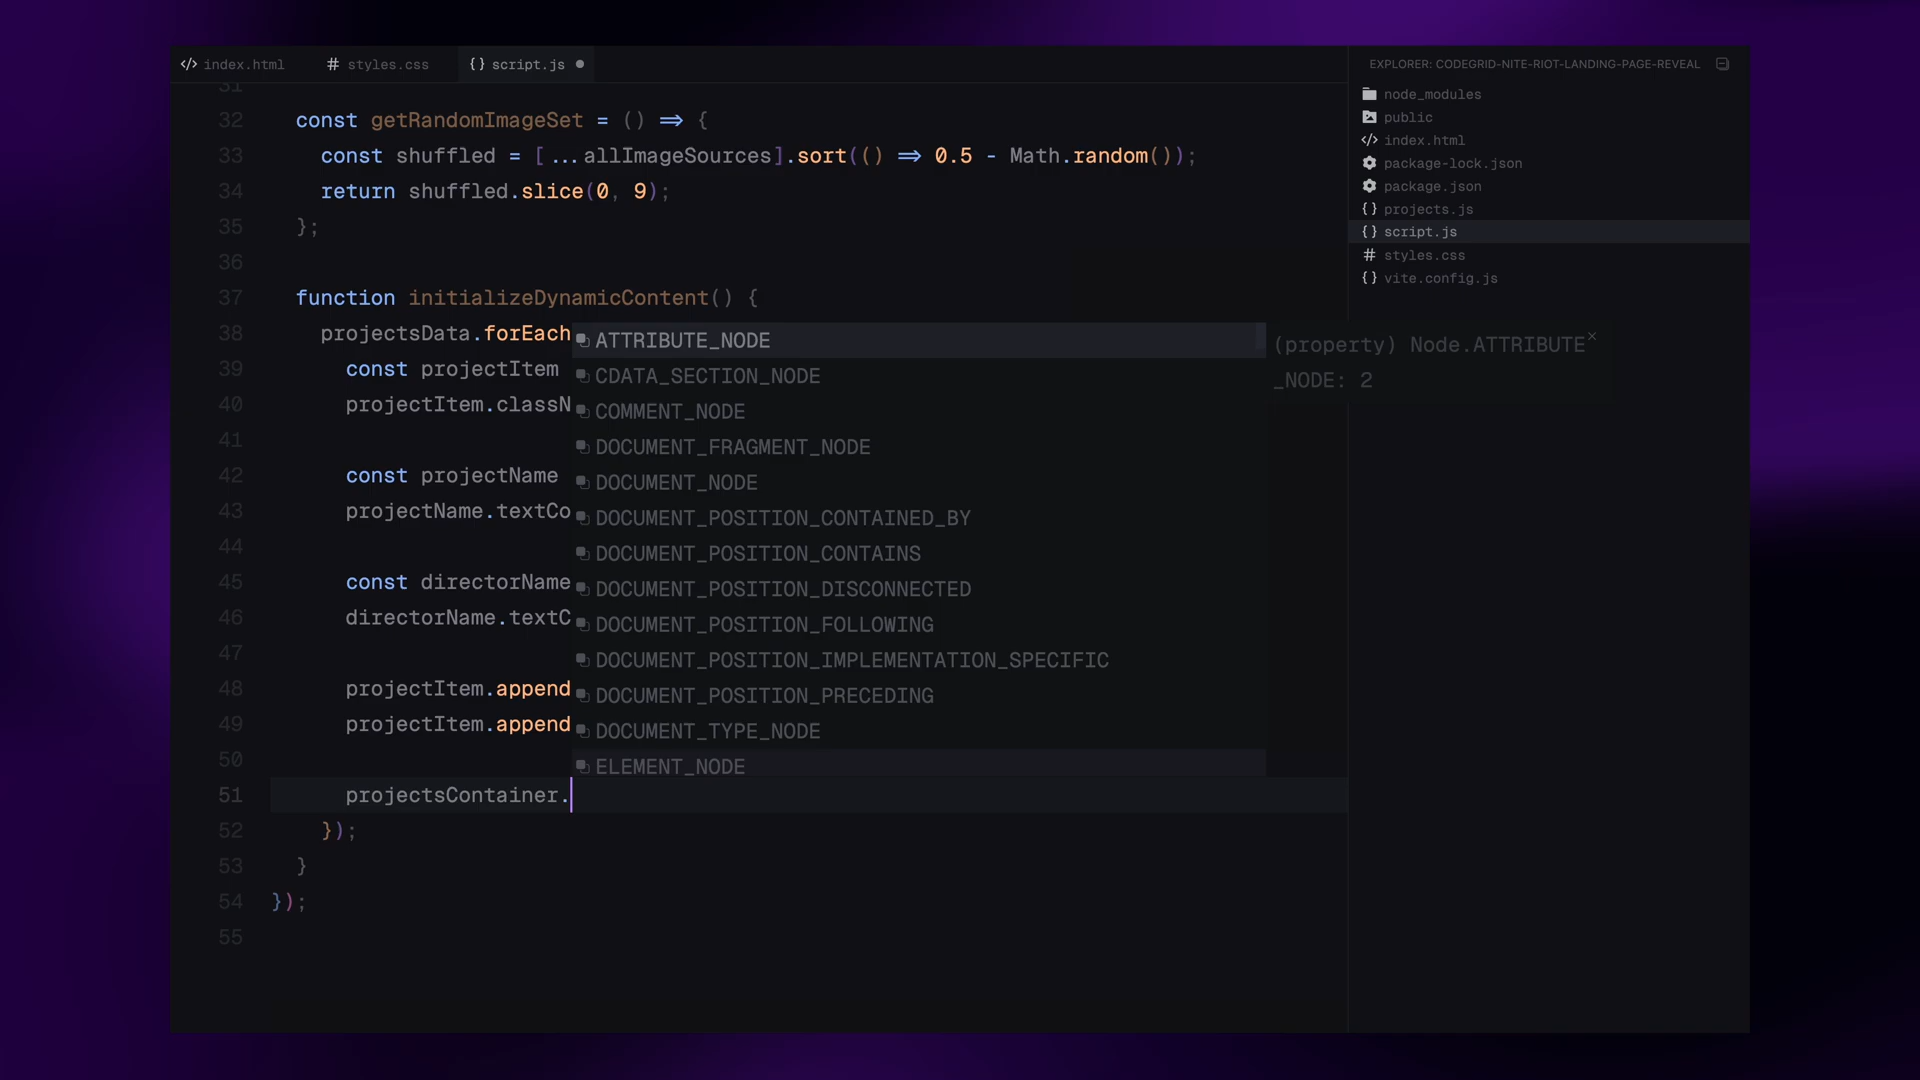 index.html
styles.css
script.js
31
32 const getRandomImageSet = () => {
33 const shuffled = [...allImageSources].sort(() => 0.5 - Math.random());
34 return shuffled.slice(0, 9);
35 };
36
37 function initializeDynamicContent() {
38 projectsData.forEach
39 const projectItem
40 projectItem.classN
41
42 const projectName
43 projectName.textCo
44
45 const directorName
46 directorName.textC
47
48 projectItem.append
49 projectItem.append
50
51 projectsContainer.
52 });
53 }
54 });
55
ATTRIBUTE_NODE
CDATA_SECTION_NODE
COMMENT_NODE
DOCUMENT_FRAGMENT_NODE
DOCUMENT_NODE
DOCUMENT_POSITION_CONTAINED_BY
DOCUMENT_POSITION_CONTAINS
DOCUMENT_POSITION_DISCONNECTED
DOCUMENT_POSITION_FOLLOWING
DOCUMENT_POSITION_IMPLEMENTATION_SPECIFIC
DOCUMENT_POSITION_PRECEDING
DOCUMENT_TYPE_NODE
ELEMENT_NODE
(property) Node.ATTRIBUTE
_NODE: 2
EXPLORER: CODEGRID-NITE-RIOT-LANDING-PAGE-REVEAL
node_modules
public
index.html
package-lock.json
package.json
projects.js
script.js
styles.css
vite.config.js